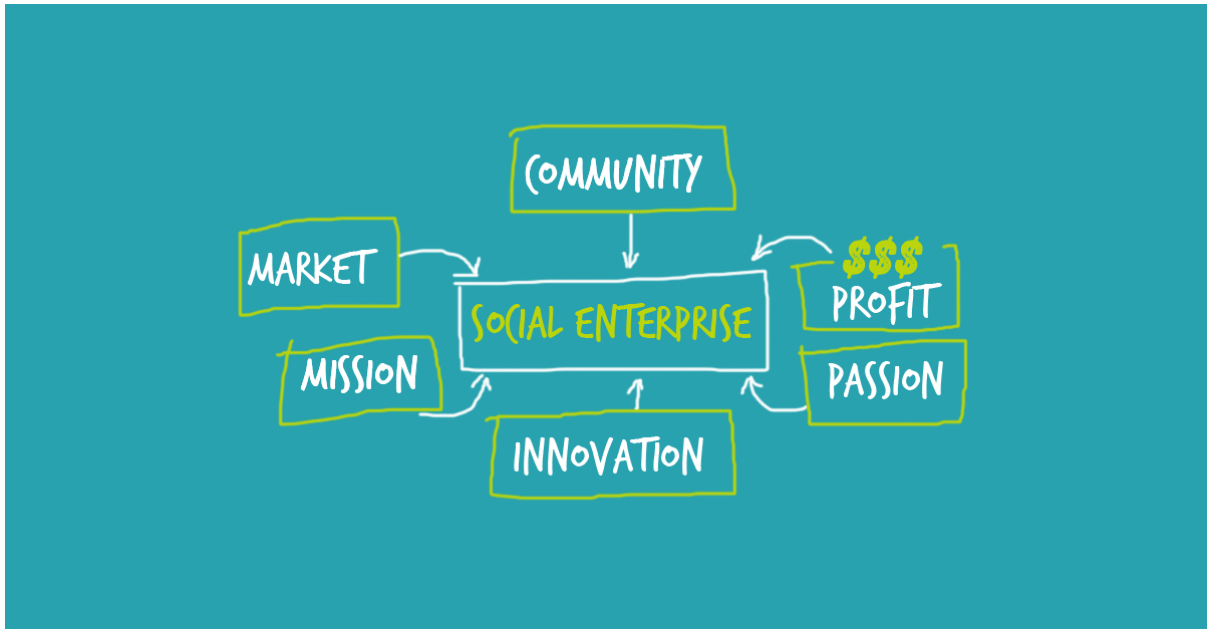 COMMUNITY
MARKET
$$$
PROFIT
SOCIAL ENTERPRISE
MISSION
PASSION
INNOVATION